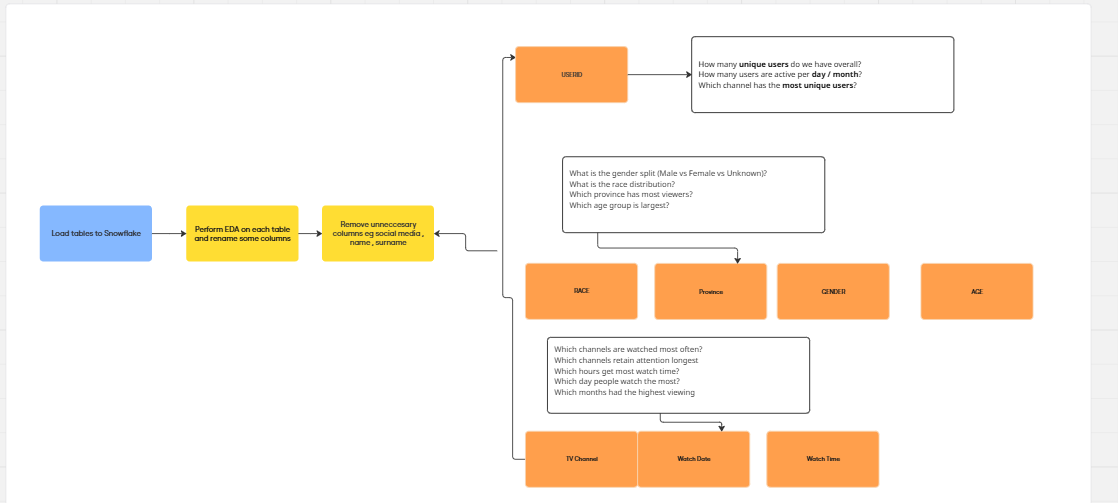 USERID
How many unique users do we have overall?
How many users are active per day / month?
Which channel has the most unique users?
What is the gender split (Male vs Female vs Unknown)?
What is the race distribution?
Which province has most viewers?
Which age group is largest?
Load tables to Snowflake
Perform EDA on each table
and rename some columns
Remove unneccesary
columns eg social media ,
name , surname
RACE
Province
GENDER
AGE
Which channels are watched most often?
Which channels retain attention longest
Which hours get most watch time?
Which day people watch the most?
Which months had the highest viewing
TV Channel
Watch Date
Watch Time